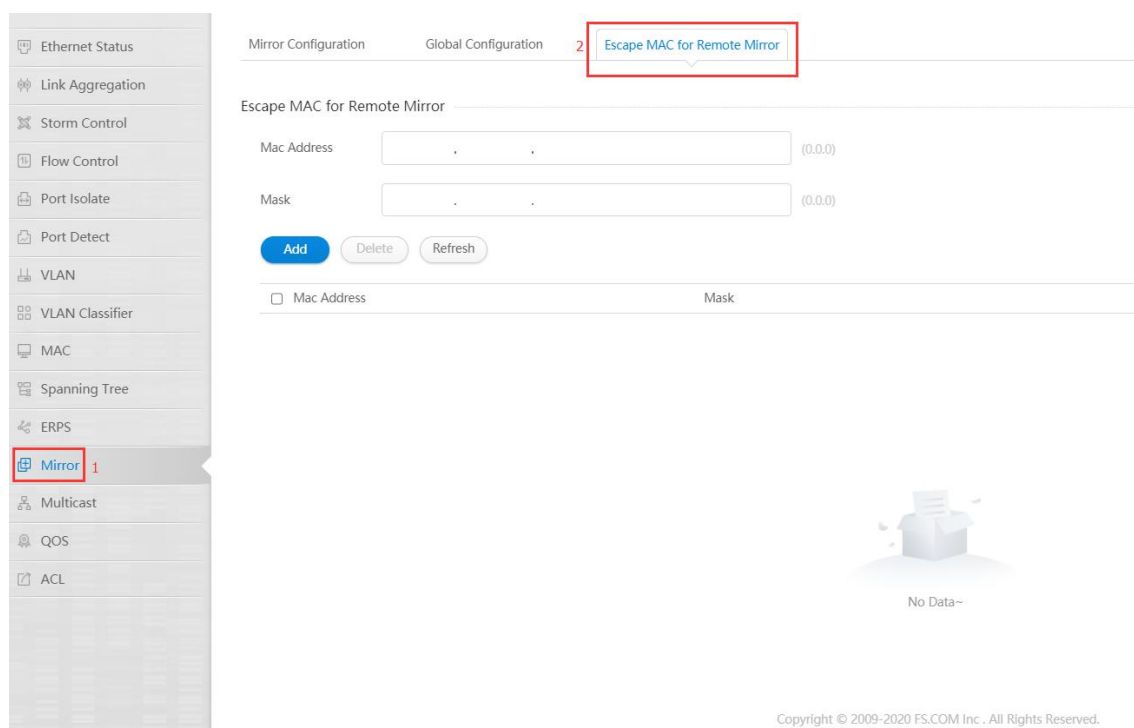 Ethernet Status
Link Aggregation
Storm Control
Flow Control
Port Isolate
Port Detect
VLAN
VLAN Classifier
MAC
Spanning Tree
ERPS
Mirror 1
Multicast
QOS
ACL
Mirror Configuration Global Configuration 2 Escape MAC for Remote Mirror
Escape MAC for Remote Mirror
Mac Address . . (0.0.0)
Mask . . (0.0.0)
Add Delete Refresh
Mac Address Mask
No Data~
Copyright © 2009-2020 FS.COM Inc . All Rights Reserved.